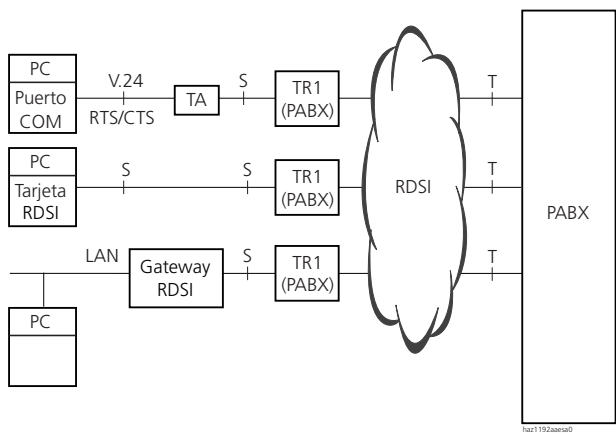 PC
Puerto
COM
V.24
RTS/CTS
TA
S
TR1
(PABX)
T
PC
Tarjeta
RDSI
S
S
TR1
(PABX)
RDSI
T
PABX
LAN
Gateway
RDSI
S
TR1
(PABX)
T
PC
haz1192aaesa0